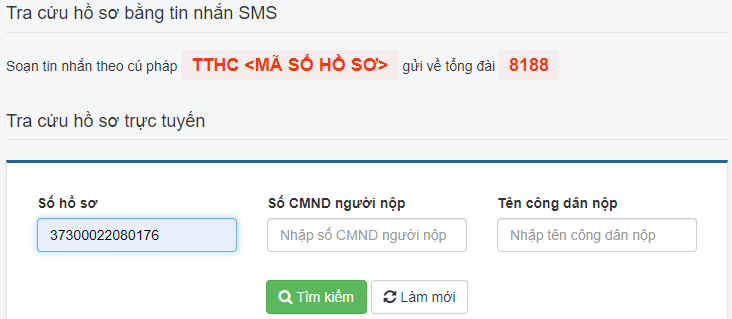 Tra cứu hồ sơ bằng tin nhắn SMS
Soạn tin nhắn theo cú pháp TTHC <MÃ SỐ HỒ SƠ> gửi về tổng đài 8188
Tra cứu hồ sơ trực tuyến
Số hồ sơ Số CMND người nộp Tên công dân nộp
37300022080176 Nhập số CMND người nộp Nhập tên công dân nộp
Tìm kiếm Làm mới